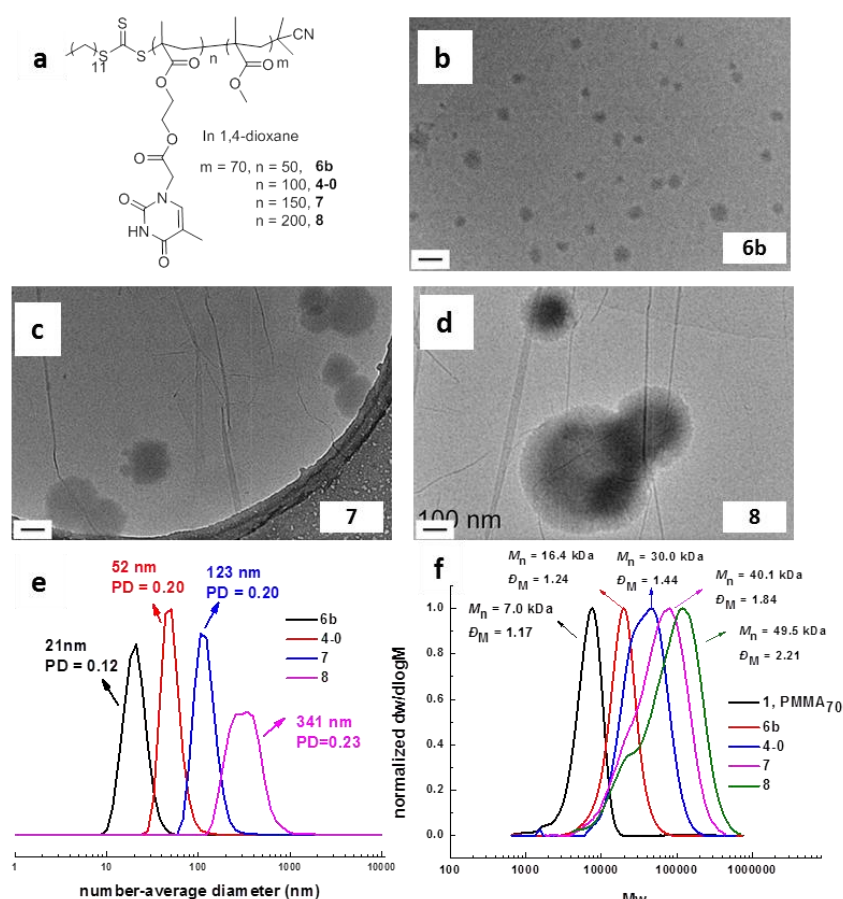 a
S
S
S
11
n
m
CN
O
O
O
O
O
O
O
N
HN
O
O
In 1,4-dioxane
m = 70, n = 50, 6b
n = 100, 4-0
n = 150, 7
n = 200, 8
b
6b
c
7
d
100 nm
8
e
52 nm
PD = 0.20
123 nm
PD = 0.20
21nm
PD = 0.12
341 nm
PD=0.23
6b
4-0
7
8
1 10 100 1000 10000
number-average diameter (nm)
f
Mn = 16.4 kDa
ĐM = 1.24
Mn = 30.0 kDa
ĐM = 1.44
Mn = 40.1 kDa
ĐM = 1.84
Mn = 7.0 kDa
ĐM = 1.17
Mn = 49.5 kDa
ĐM = 2.21
1, PMMA70
6b
4-0
7
8
normalized dw/dlogM
1.0
0.8
0.6
0.4
0.2
0.0
100 1000 10000 100000 1000000
Mw